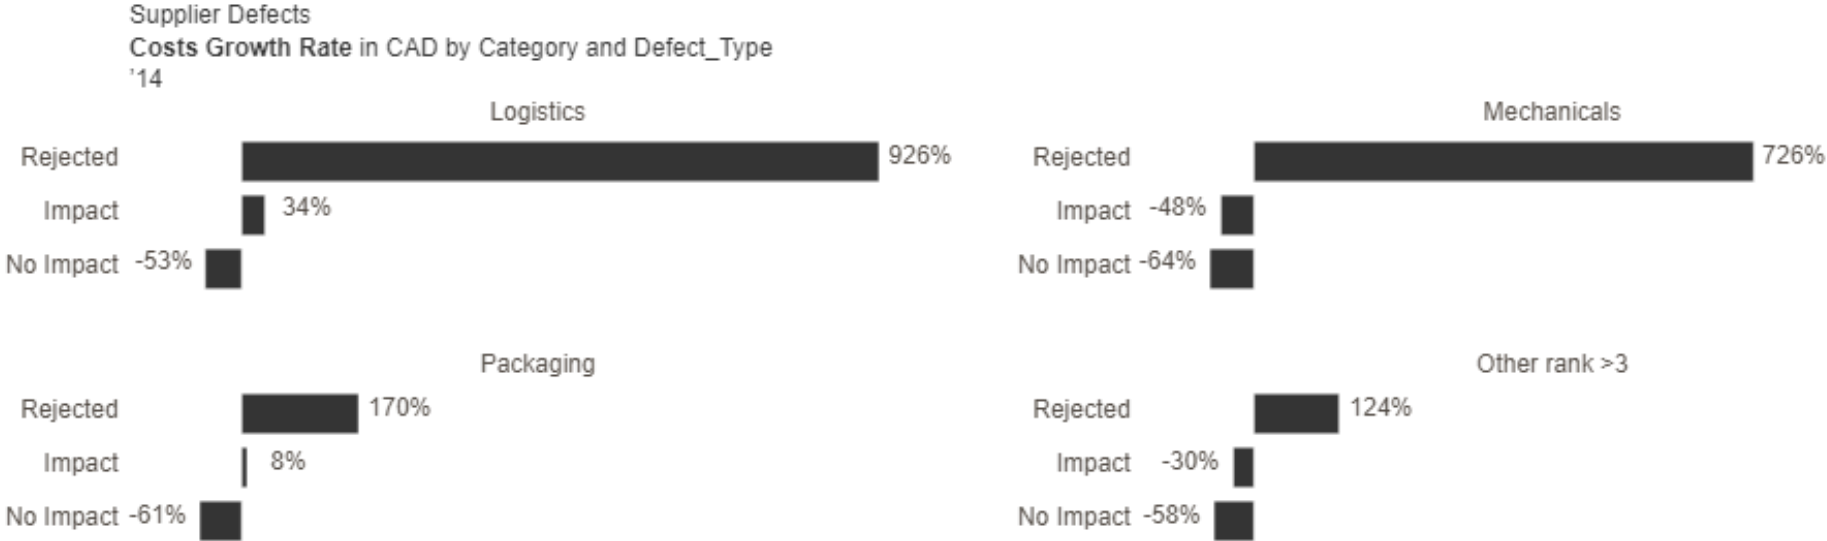 Supplier Defects
Costs Growth Rate in CAD by Category and Defect_Type
’14
Logistics
Rejected 926%
Impact 34%
No Impact -53%
Mechanicals
Rejected 726%
Impact -48%
No Impact -64%
Packaging
Rejected 170%
Impact 8%
No Impact -61%
Other rank >3
Rejected 124%
Impact -30%
No Impact -58%